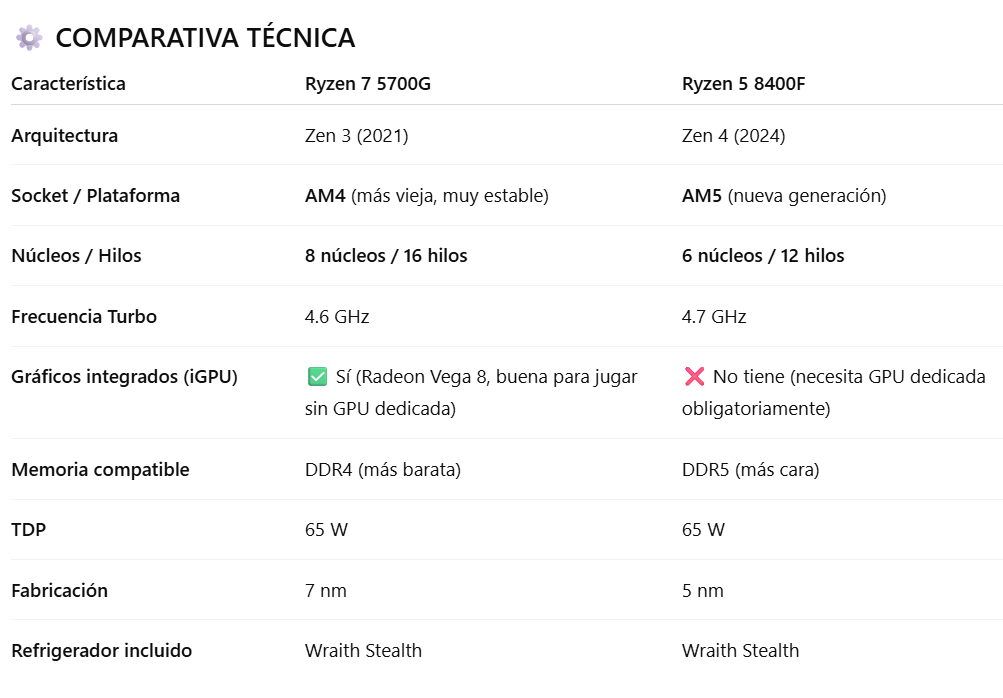 ⚙️ COMPARATIVA TÉCNICA
Característica Ryzen 7 5700G Ryzen 5 8400F
Arquitectura Zen 3 (2021) Zen 4 (2024)
Socket / Plataforma AM4 (más vieja, muy estable) AM5 (nueva generación)
Núcleos / Hilos 8 núcleos / 16 hilos 6 núcleos / 12 hilos
Frecuencia Turbo 4.6 GHz 4.7 GHz
Gráficos integrados (iGPU) ✅ Sí (Radeon Vega 8, buena para jugar ❌ No tiene (necesita GPU dedicada
sin GPU dedicada) obligatoriamente)
Memoria compatible DDR4 (más barata) DDR5 (más cara)
TDP 65 W 65 W
Fabricación 7 nm 5 nm
Refrigerador incluido Wraith Stealth Wraith Stealth